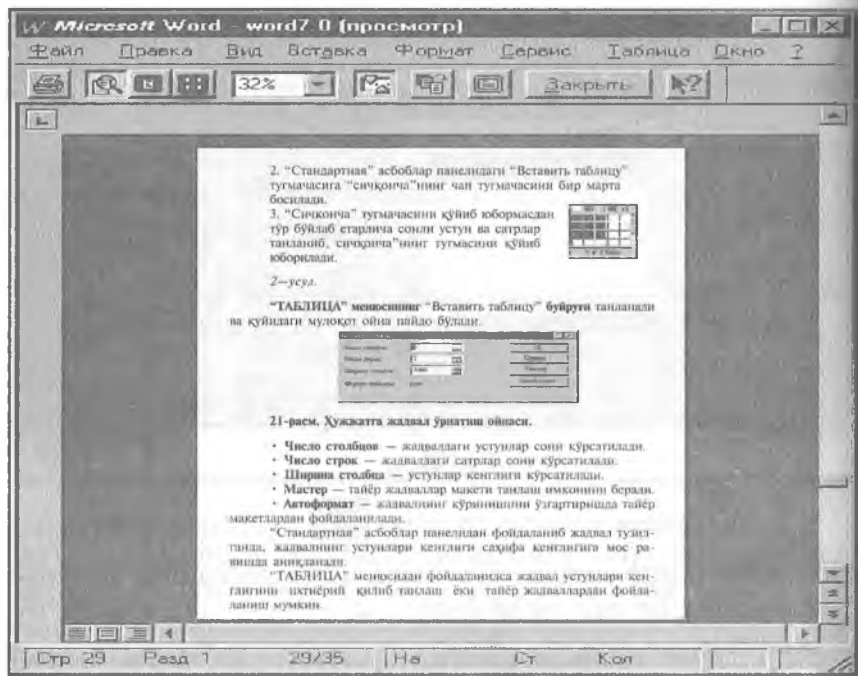 Microsoft Word - word7.0 (просмотр)
Файл Правка Вид Вставка Формат Сервис Таблица Окно ?
32% Закрыть
2. “Стандартная” асбоблар панелидаги “Вставить таблицу”
тугмачасига “сичқонча”нинг чап тугмачасини бир марта
босилади.
3. “Сичқонча” тугмачасини қўйиб юбормасдан
тўр бўйлаб етарлича сонли устун ва сатрлар
танланиб, сичқонча”нинг тугмасини қўйиб
юборилади.
2—усул.
“ТАБЛИЦА” менюсининг “Вставить таблицу” буйруғи танланади
ва қуйидаги мулоқот ойна пайдо бўлади.
21-расм. Ҳужжатга жадвал ўрнатиш ойнаси.
• Число столбцов — жадвалдаги устунлар сони кўрсатилади.
• Число строк — жадвалдаги сатрлар сони кўрсатилади.
• Ширина столбца — устунлар кенглиги кўрсатилади.
• Мастер — тайёр жадваллар макети танлаш имконини беради.
• Автоформат — жадвалнинг кўринишини ўзгартиришда тайёр
макетлардан фойдаланилади.
“Стандартная” асбоблар панелидан фойдаланиб жадвал тузил-
ганда, жадвалнинг устунлари кенглиги саҳифа кенглигига мос ра-
вишда аниқланади.
“ТАБЛИЦА” менюсидан фойдаланилса жадвал устунлари кен-
глигини ихтиёрий қилиб танлаш ёки тайёр жадваллардан фойда-
ланиш мумкин.
Стр 29 Разд 1 29/35 На Ст Кол